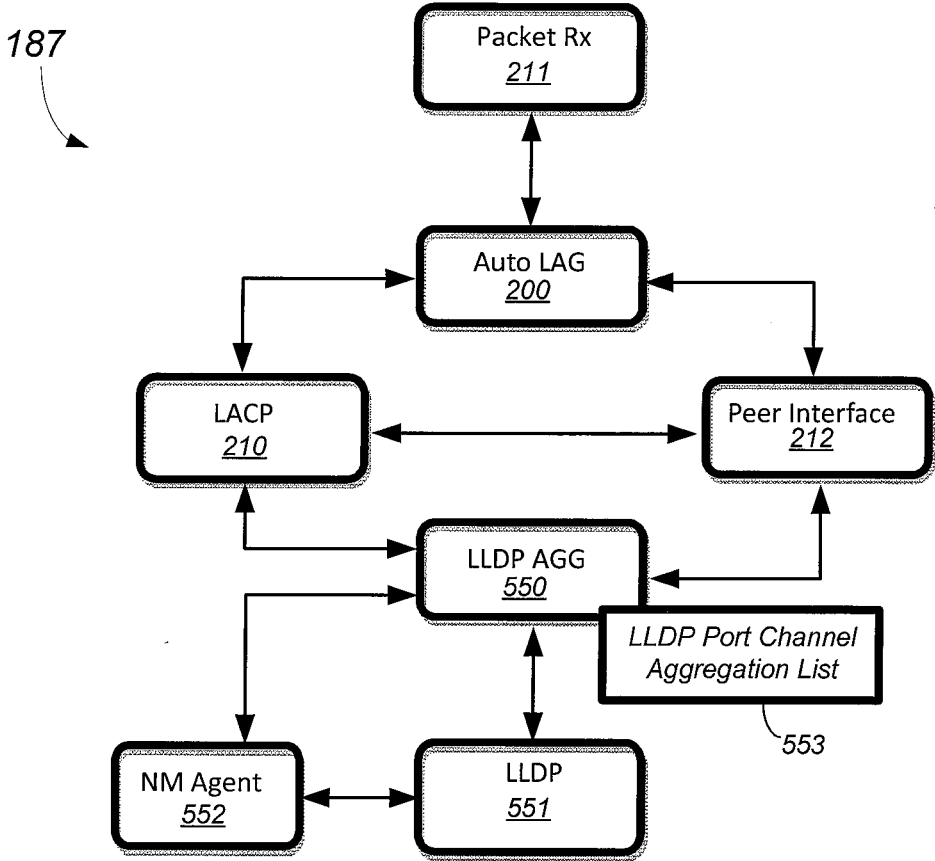 187
Packet Rx
211
Auto LAG
200
LACP
210
Peer Interface
212
LLDP AGG
550
LLDP Port Channel
Aggregation List
553
NM Agent
552
LLDP
551